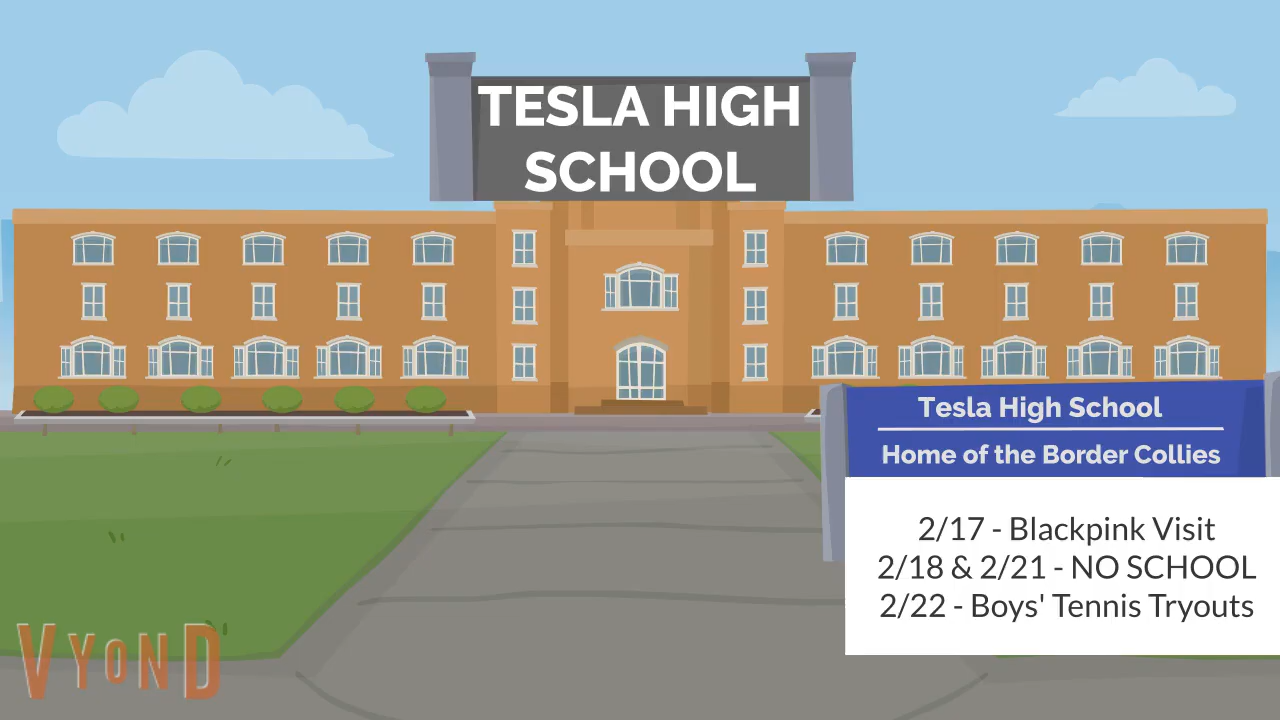 TESLA HIGH
SCHOOL
Tesla High School
Home of the Border Collies
2/17 - Blackpink Visit
2/18 & 2/21 - NO SCHOOL
2/22 - Boys' Tennis Tryouts
VYOND